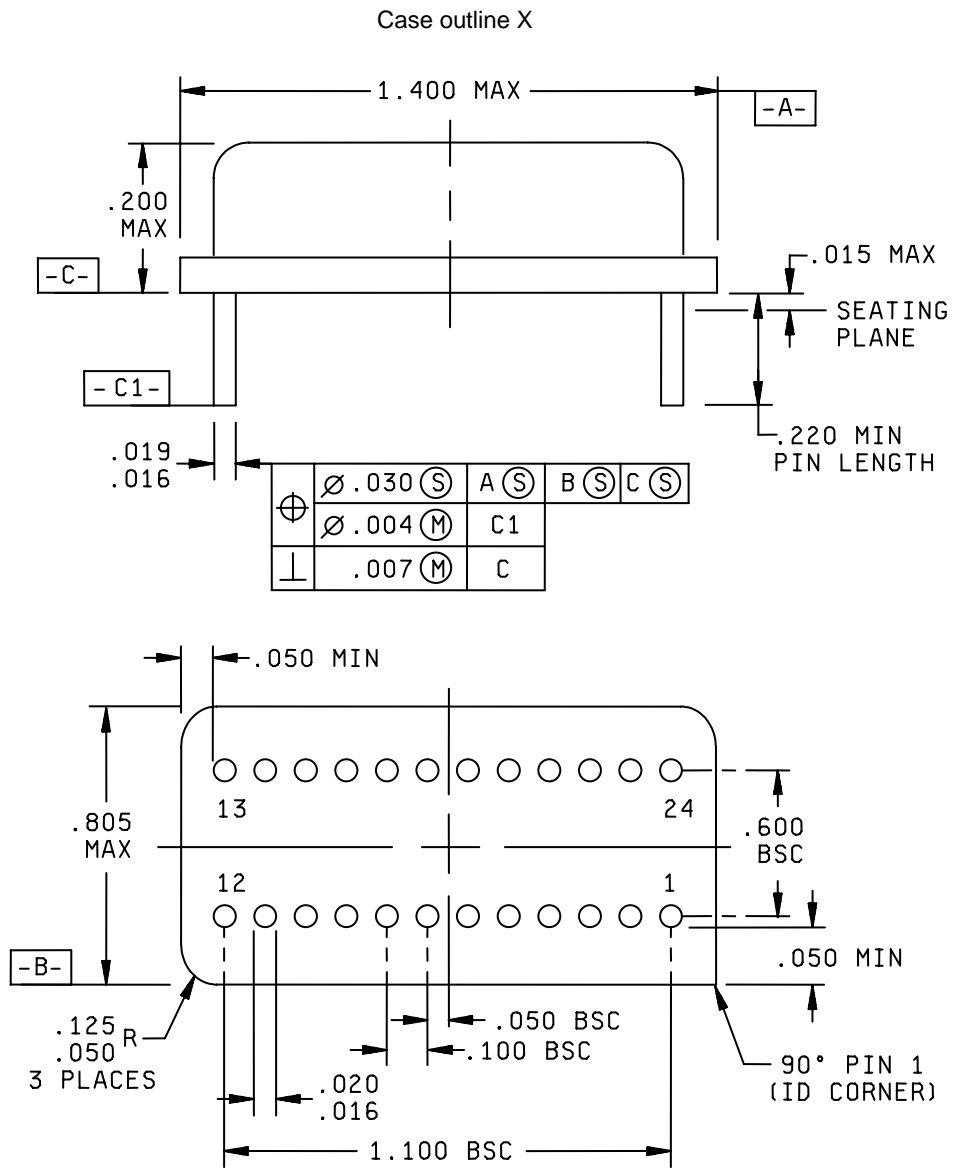 Case outline X
1.400 MAX
-A-
.200
MAX
-C-
.015 MAX
SEATING
PLANE
-C1-
.220 MIN
PIN LENGTH
.019
.016
⌖ ⌀ .030 Ⓢ A Ⓢ B Ⓢ C Ⓢ
⌀ .004 Ⓜ C1
⊥ .007 Ⓜ C
.050 MIN
13 24
.805
MAX
.600
BSC
12 1
-B-
.050 MIN
.125 R
.050
3 PLACES
.050 BSC
.100 BSC
90° PIN 1
(ID CORNER)
.020
.016
1.100 BSC